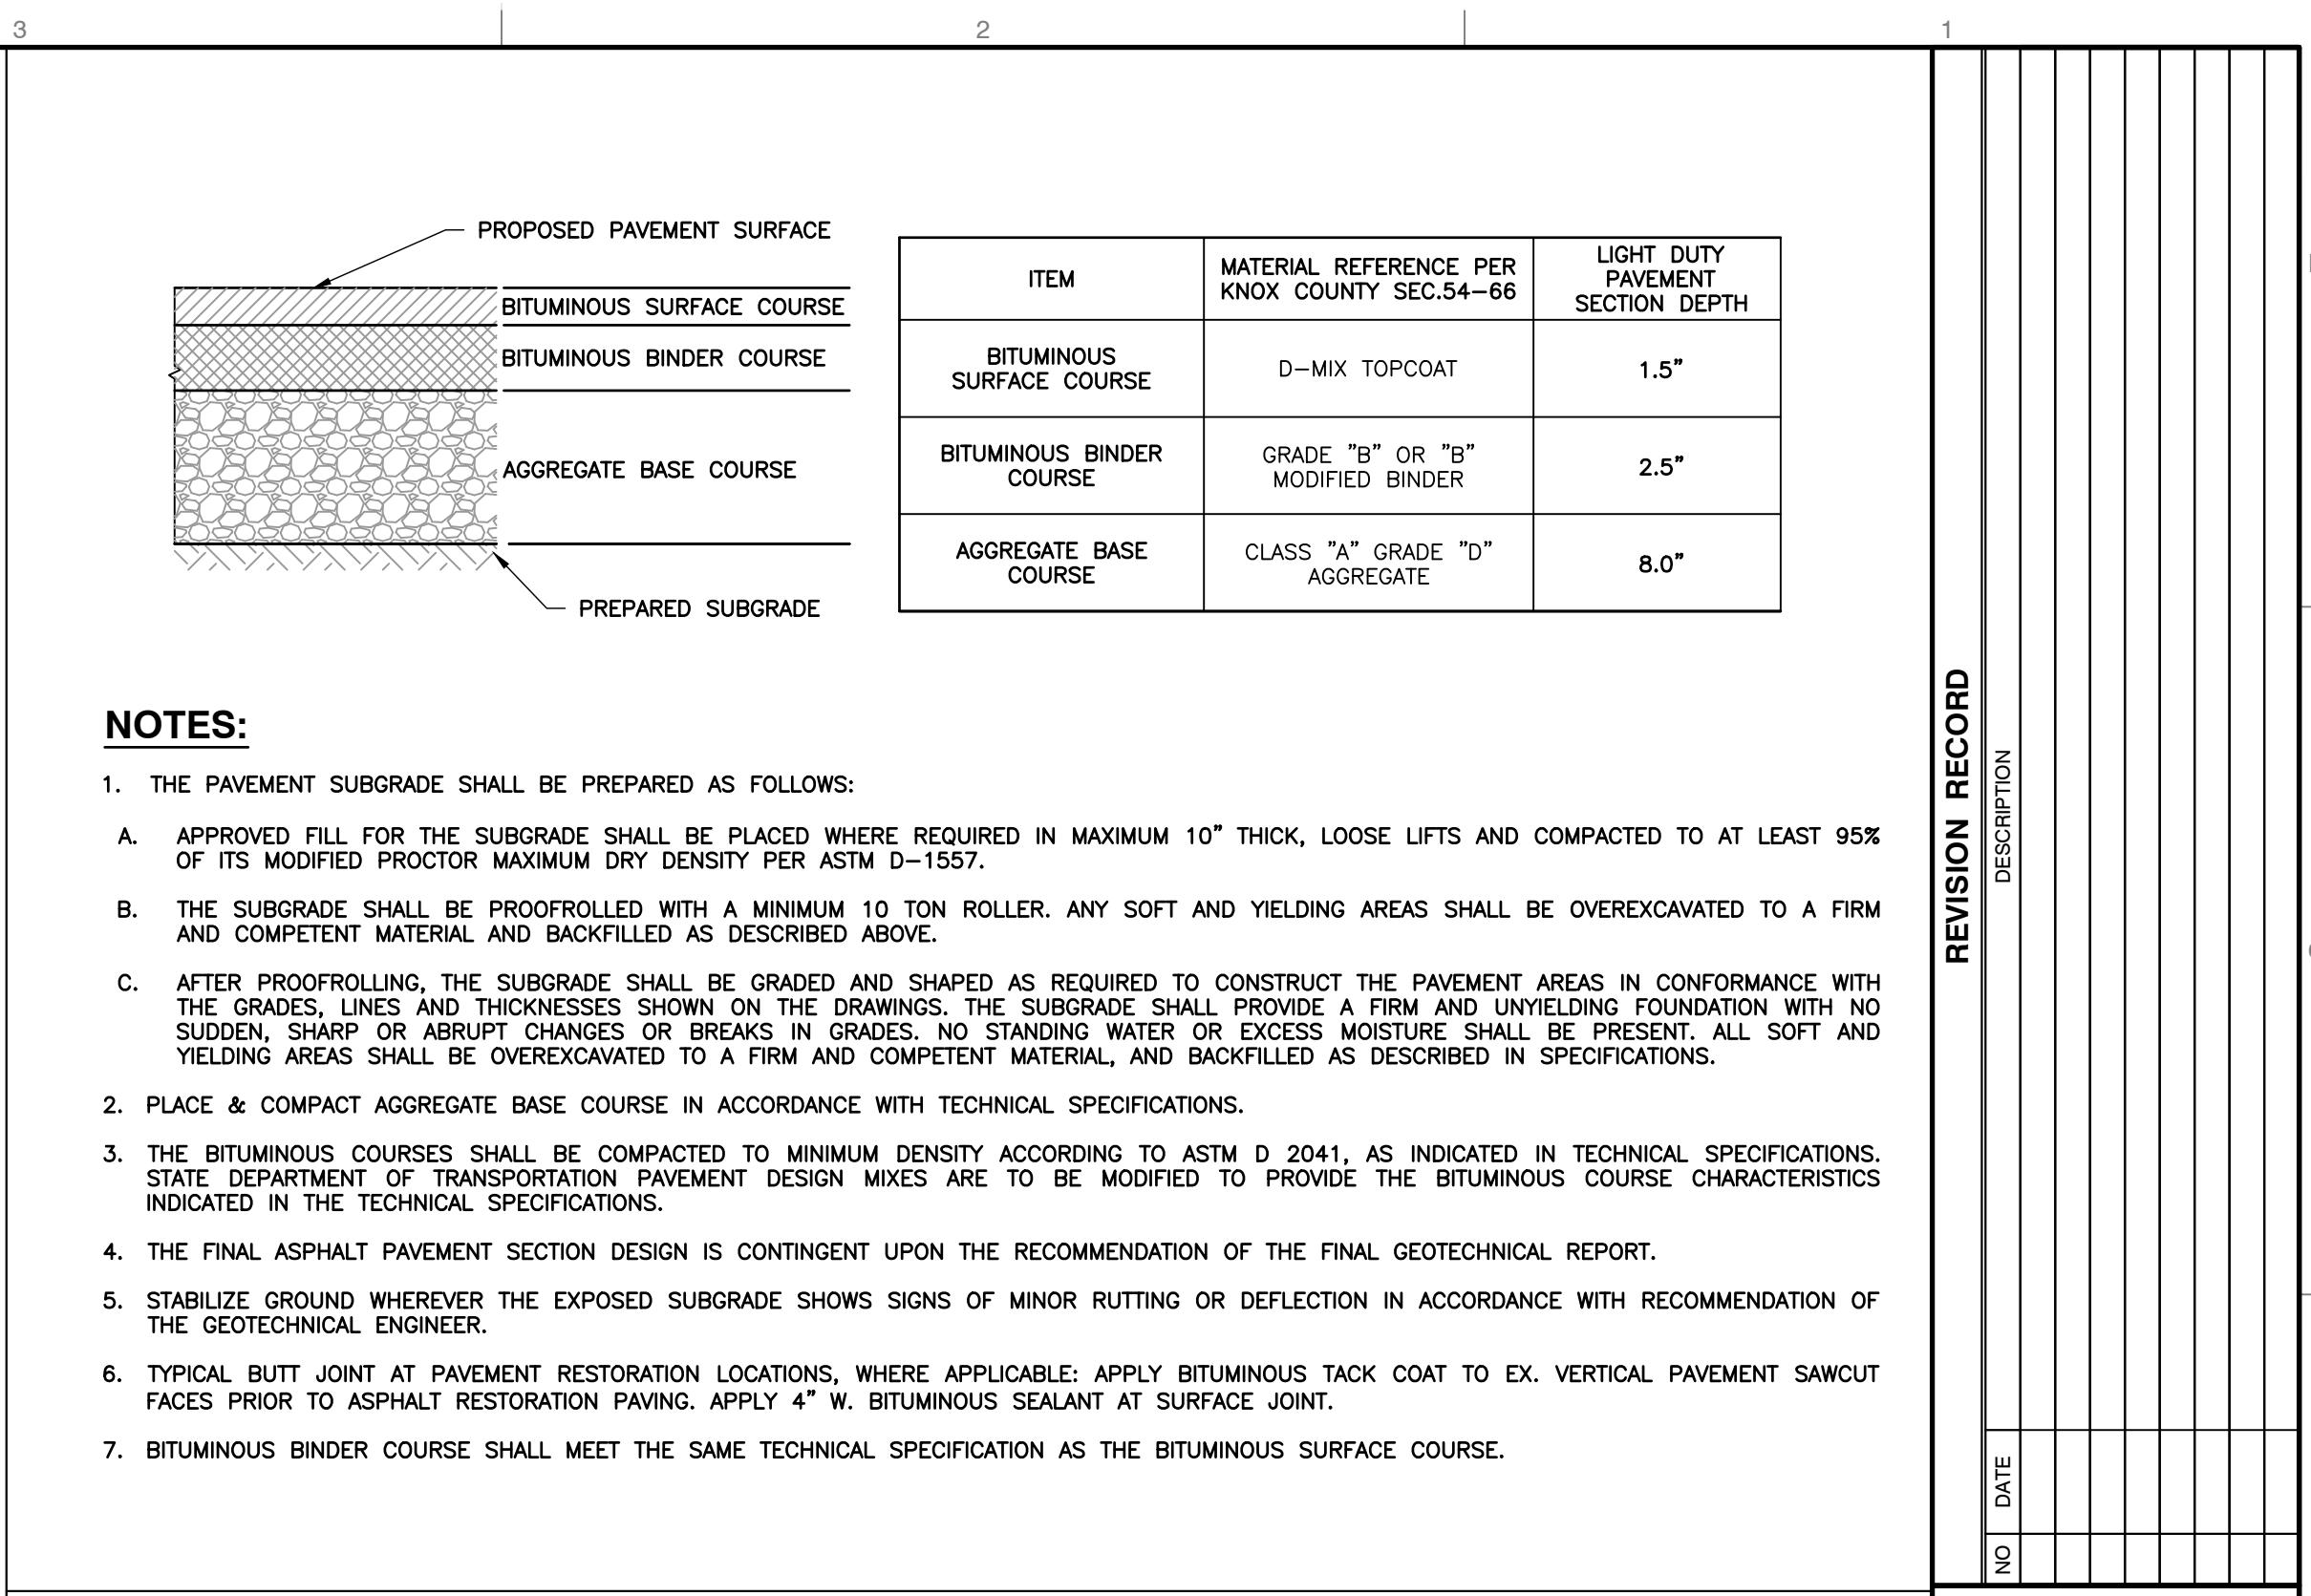 3
2
1
PROPOSED PAVEMENT SURFACE
BITUMINOUS SURFACE COURSE
BITUMINOUS BINDER COURSE
AGGREGATE BASE COURSE
PREPARED SUBGRADE
ITEM
MATERIAL REFERENCE PER
KNOX COUNTY SEC.54-66
LIGHT DUTY
PAVEMENT
SECTION DEPTH
BITUMINOUS
SURFACE COURSE
D-MIX TOPCOAT
1.5"
BITUMINOUS BINDER
COURSE
GRADE "B" OR "B"
MODIFIED BINDER
2.5"
AGGREGATE BASE
COURSE
CLASS "A" GRADE "D"
AGGREGATE
8.0"
NOTES:
1. THE PAVEMENT SUBGRADE SHALL BE PREPARED AS FOLLOWS:
A. APPROVED FILL FOR THE SUBGRADE SHALL BE PLACED WHERE REQUIRED IN MAXIMUM 10" THICK, LOOSE LIFTS AND COMPACTED TO AT LEAST 95%
OF ITS MODIFIED PROCTOR MAXIMUM DRY DENSITY PER ASTM D-1557.
B. THE SUBGRADE SHALL BE PROOFROLLED WITH A MINIMUM 10 TON ROLLER. ANY SOFT AND YIELDING AREAS SHALL BE OVEREXCAVATED TO A FIRM
AND COMPETENT MATERIAL AND BACKFILLED AS DESCRIBED ABOVE.
C. AFTER PROOFROLLING, THE SUBGRADE SHALL BE GRADED AND SHAPED AS REQUIRED TO CONSTRUCT THE PAVEMENT AREAS IN CONFORMANCE WITH
THE GRADES, LINES AND THICKNESSES SHOWN ON THE DRAWINGS. THE SUBGRADE SHALL PROVIDE A FIRM AND UNYIELDING FOUNDATION WITH NO
SUDDEN, SHARP OR ABRUPT CHANGES OR BREAKS IN GRADES. NO STANDING WATER OR EXCESS MOISTURE SHALL BE PRESENT. ALL SOFT AND
YIELDING AREAS SHALL BE OVEREXCAVATED TO A FIRM AND COMPETENT MATERIAL, AND BACKFILLED AS DESCRIBED IN SPECIFICATIONS.
2. PLACE & COMPACT AGGREGATE BASE COURSE IN ACCORDANCE WITH TECHNICAL SPECIFICATIONS.
3. THE BITUMINOUS COURSES SHALL BE COMPACTED TO MINIMUM DENSITY ACCORDING TO ASTM D 2041, AS INDICATED IN TECHNICAL SPECIFICATIONS.
STATE DEPARTMENT OF TRANSPORTATION PAVEMENT DESIGN MIXES ARE TO BE MODIFIED TO PROVIDE THE BITUMINOUS COURSE CHARACTERISTICS
INDICATED IN THE TECHNICAL SPECIFICATIONS.
4. THE FINAL ASPHALT PAVEMENT SECTION DESIGN IS CONTINGENT UPON THE RECOMMENDATION OF THE FINAL GEOTECHNICAL REPORT.
5. STABILIZE GROUND WHEREVER THE EXPOSED SUBGRADE SHOWS SIGNS OF MINOR RUTTING OR DEFLECTION IN ACCORDANCE WITH RECOMMENDATION OF
THE GEOTECHNICAL ENGINEER.
6. TYPICAL BUTT JOINT AT PAVEMENT RESTORATION LOCATIONS, WHERE APPLICABLE: APPLY BITUMINOUS TACK COAT TO EX. VERTICAL PAVEMENT SAWCUT
FACES PRIOR TO ASPHALT RESTORATION PAVING. APPLY 4" W. BITUMINOUS SEALANT AT SURFACE JOINT.
7. BITUMINOUS BINDER COURSE SHALL MEET THE SAME TECHNICAL SPECIFICATION AS THE BITUMINOUS SURFACE COURSE.
REVISION RECORD
NO
DATE
DESCRIPTION